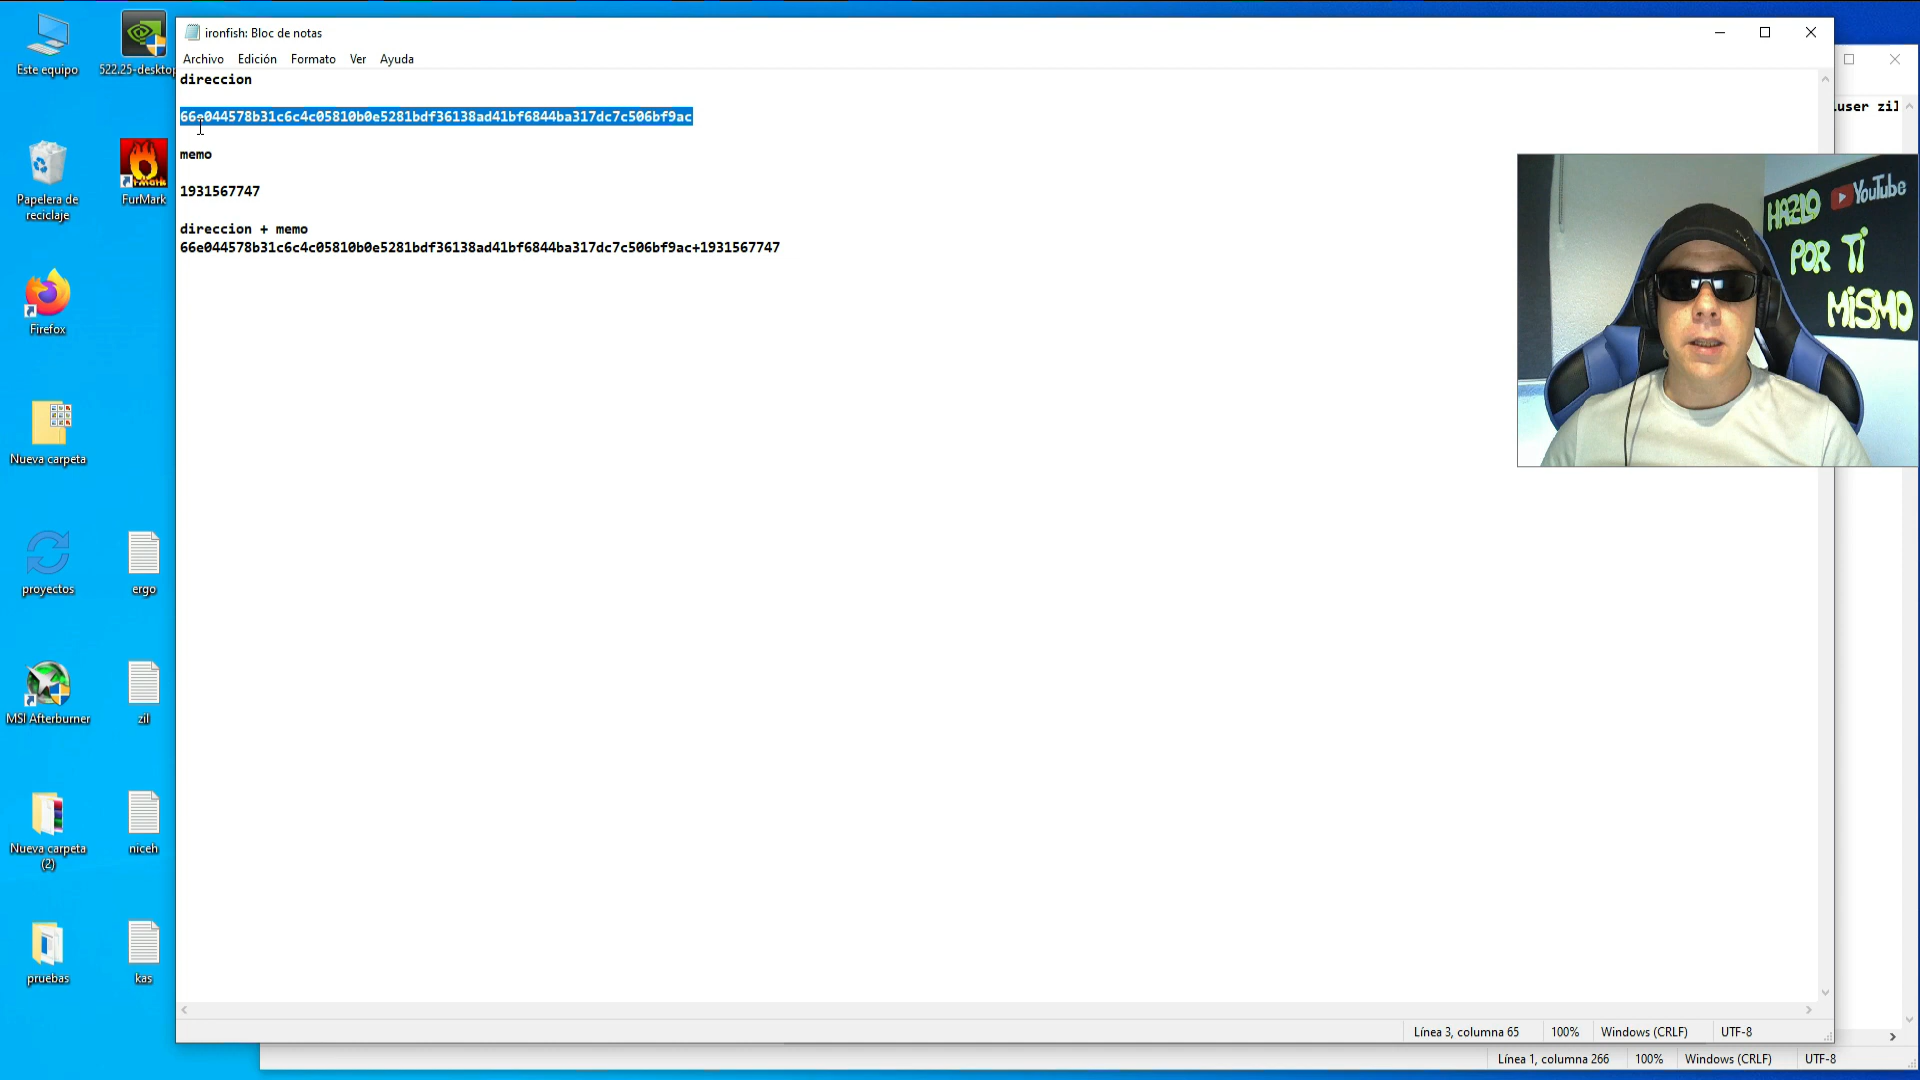 ironfish: Bloc de notas
Archivo Edición Formato Ver Ayuda
direccion
66e044578b31c6c4c05810b0e5281bdf36138ad41bf6844ba317dc7c506bf9ac
memo
1931567747
direccion + memo
66e044578b31c6c4c05810b0e5281bdf36138ad41bf6844ba317dc7c506bf9ac+1931567747
Línea 3, columna 65 100% Windows (CRLF) UTF-8
user zil
Línea 1, columna 266 100% Windows (CRLF) UTF-8
Este equipo
522.25-desktop
Papelera de
reciclaje
FurMark
Firefox
Nueva carpeta
proyectos
ergo
MSI Afterburner
zil
Nueva carpeta
(2)
niceh
pruebas
kas
HAZLO
YouTube
POR TI
MiSMO